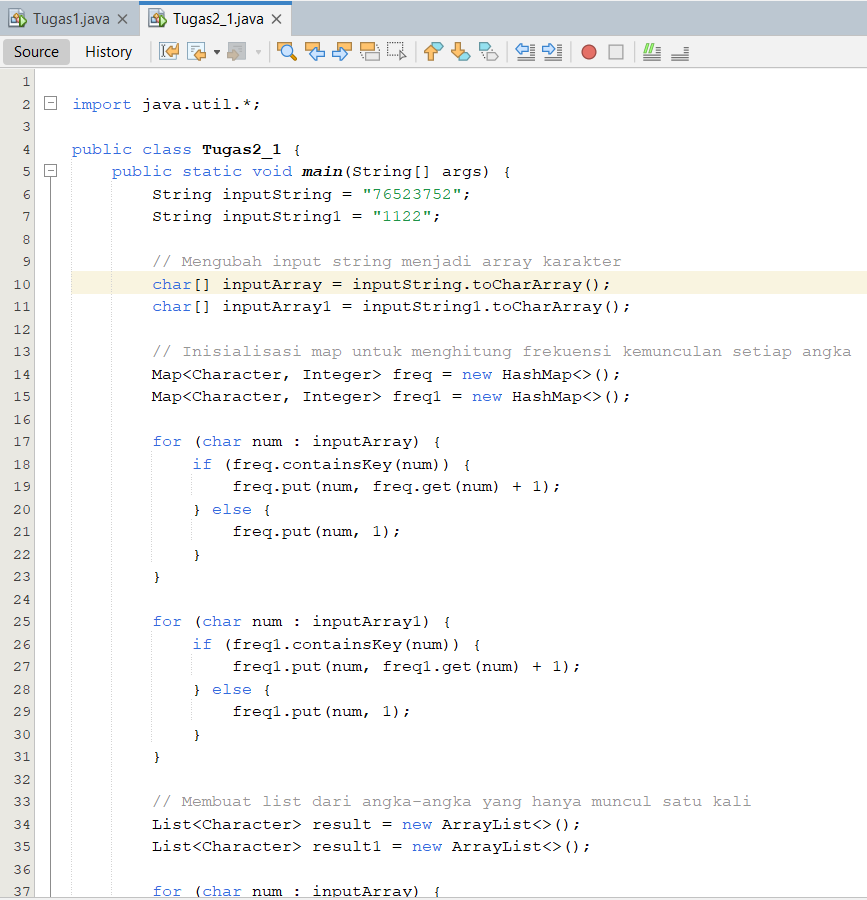 Tugas1.java
Tugas2_1.java
Source History
1
2 import java.util.*;
3
4 public class Tugas2_1 {
5 public static void main(String[] args) {
6 String inputString = "76523752";
7 String inputString1 = "1122";
8
9 // Mengubah input string menjadi array karakter
10 char[] inputArray = inputString.toCharArray();
11 char[] inputArray1 = inputString1.toCharArray();
12
13 // Inisialisasi map untuk menghitung frekuensi kemunculan setiap angka
14 Map<Character, Integer> freq = new HashMap<>();
15 Map<Character, Integer> freq1 = new HashMap<>();
16
17 for (char num : inputArray) {
18 if (freq.containsKey(num)) {
19 freq.put(num, freq.get(num) + 1);
20 } else {
21 freq.put(num, 1);
22 }
23 }
24
25 for (char num : inputArray1) {
26 if (freq1.containsKey(num)) {
27 freq1.put(num, freq1.get(num) + 1);
28 } else {
29 freq1.put(num, 1);
30 }
31 }
32
33 // Membuat list dari angka-angka yang hanya muncul satu kali
34 List<Character> result = new ArrayList<>();
35 List<Character> result1 = new ArrayList<>();
36
37 for (char num : inputArray) {